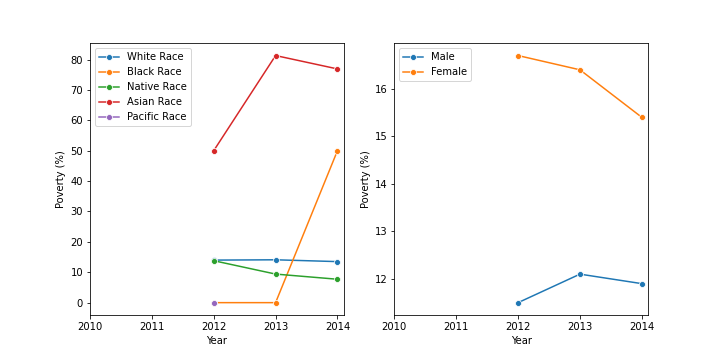 White Race
Black Race
Native Race
Asian Race
Pacific Race
80
70
60
50
40
30
20
10
0
Poverty (%)
2010 2011 2012 2013 2014
Year
Male
Female
16
15
14
13
12
Poverty (%)
2010 2011 2012 2013 2014
Year